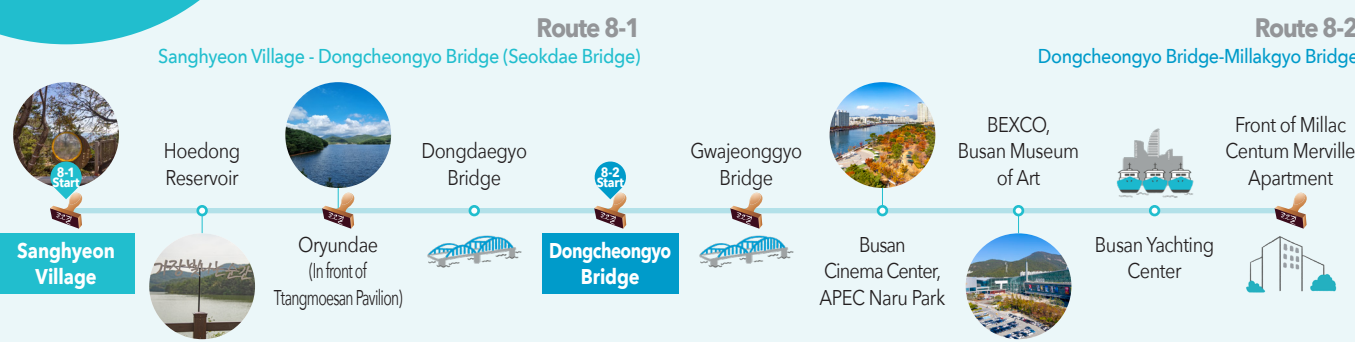 Route 8-1
Sanghyeon Village - Dongcheongyo Bridge (Seokdae Bridge)
Route 8-2
Dongcheongyo Bridge-Millakgyo Bridge
8-1
Start
Sanghyeon
Village
Hoedong
Reservoir
Oryundae
(In front of
Ttangmoesan Pavilion)
Dongdaegyo
Bridge
8-2
Start
Dongcheongyo
Bridge
Gwajeonggyo
Bridge
Busan
Cinema Center,
APEC Naru Park
BEXCO,
Busan Museum
of Art
Busan Yachting
Center
Front of Millac
Centum Merville
Apartment